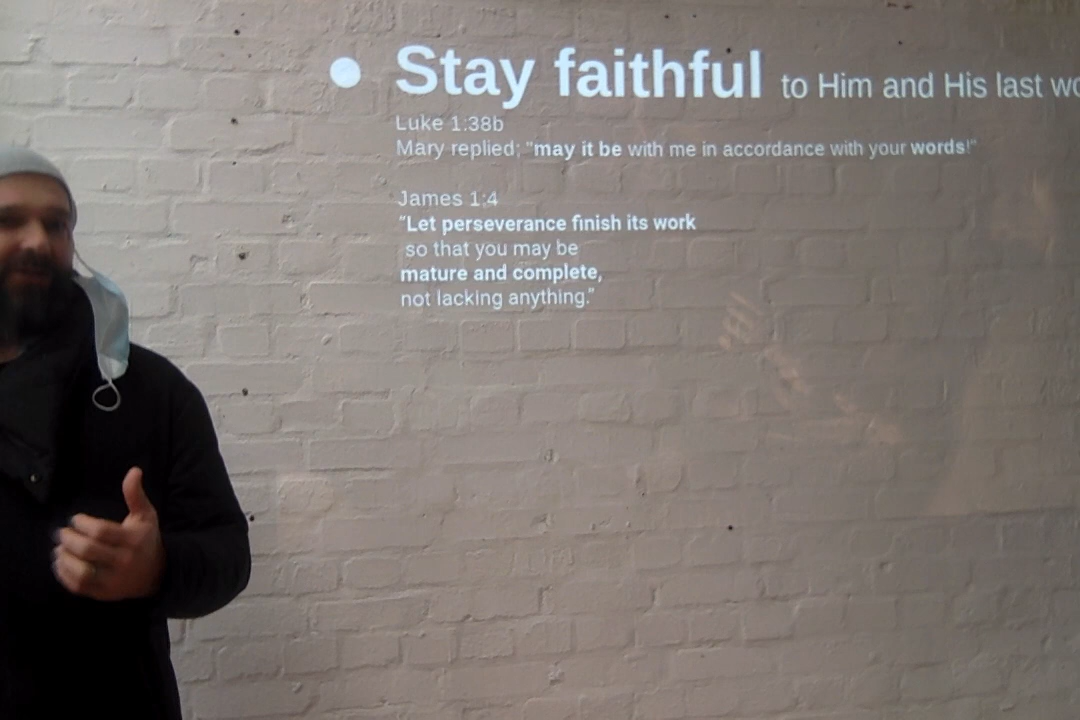 • Stay faithful to Him and His last
Luke 1:38b
Mary replied; "may it be with me in accordance with your words!"
James 1:4
"Let perseverance finish its work
so that you may be
mature and complete,
not lacking anything."